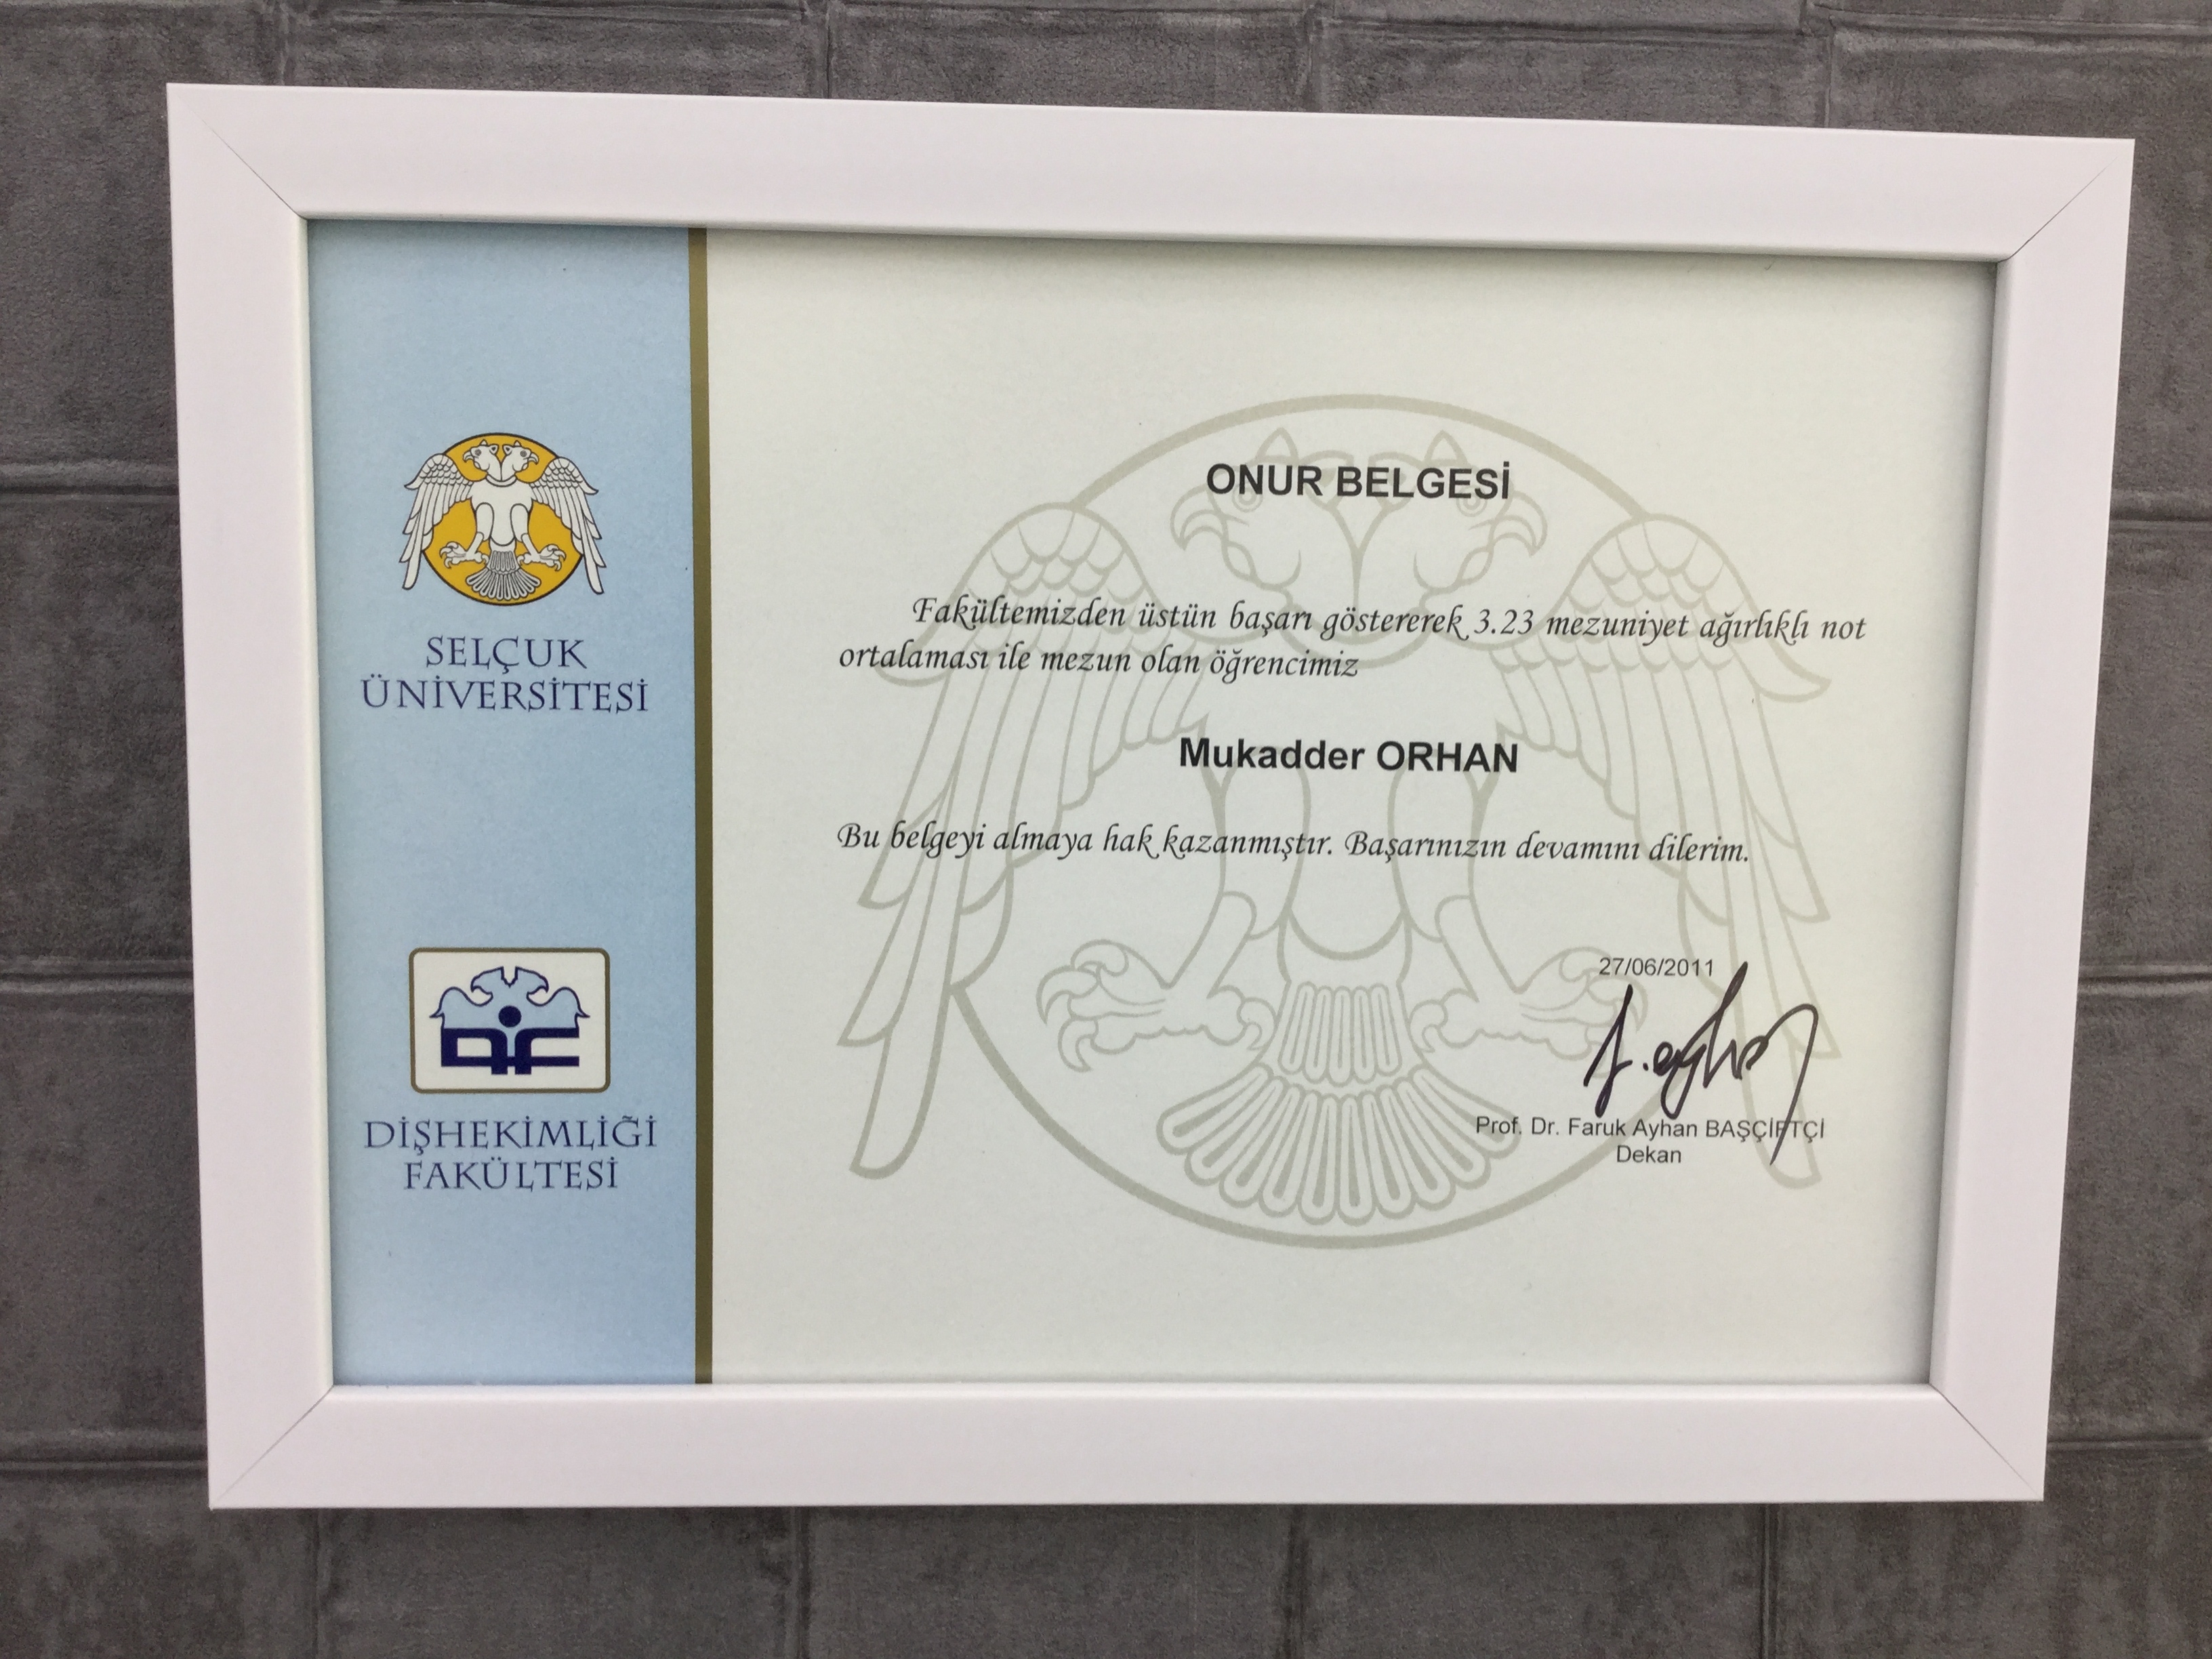 SELÇUK
ÜNİVERSİTESİ
DİŞHEKİMLİĞİ
FAKÜLTESİ
ONUR BELGESİ
Fakültemizden üstün başarı göstererek 3.23 mezuniyet ağırlıklı not
ortalaması ile mezun olan öğrencimiz
Mukadder ORHAN
Bu belgeyi almaya hak kazanmıştır. Başarınızın devamını dilerim.
27/06/2011
Prof. Dr. Faruk Ayhan BAŞÇİFTÇİ
Dekan